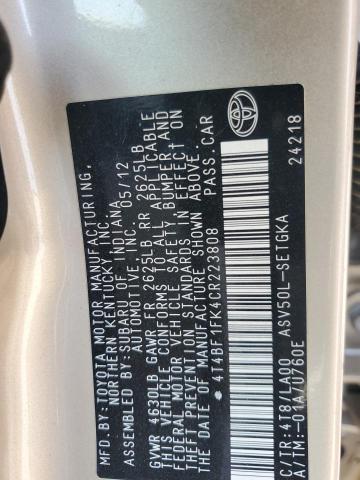 MFD.BY:TOYOTA MOTOR MANUFACTURING,
NORTHERN KENTUCKY, INC.
ASSEMBLED BY:SUBARU OF INDIANA
AUTOMOTIVE INC. 05/12
GVWR 4630LB GAWR FR 2625LB RR 2625LB
CONFORMS TO ALL APPLICABLE
FEDERAL MOTOR VEHICLE SAFETY, BUMPER, AND THEFT
PREVENTION STANDARDS IN EFFECT ON THE DATE OF
MANUFACTURE SHOWN ABOVE.
4T4BF1FK4CR223808 PASS.CAR
C/TR:4T8/LA00 ASV50L-SETGKA
A/TM:-01A/U760E 24218